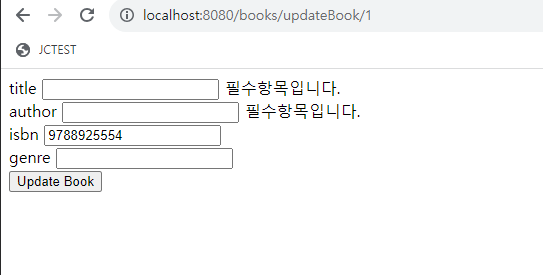 localhost:8080/books/updateBook/1
JCTEST
title 필수항목입니다.
author 필수항목입니다.
isbn 9788925554
genre
Update Book